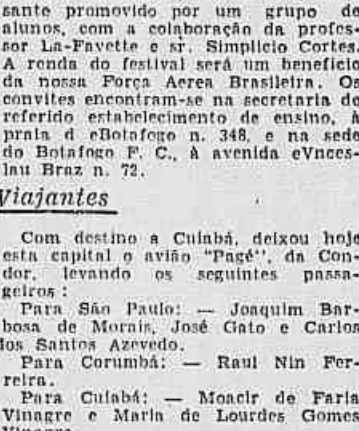 sante promovido por um grupo de
alunos, com a colaboração da profes-
sor La-Fayette e sr. Simplicio Cortes.
A renda do festival será um beneficio
da nossa Força Aerea Brasileira. Os
convites encontram-se na secretaria do
referido estabelecimento de ensino, à
praia d eBotafogo n. 348, e na sede
do Botafogo F. C., à avenida eVnces-
lau Braz n. 72.
Viajantes
Com destino a Cuiabá, deixou hoje
esta capital o avião "Pagé", da Con-
dor, levando os seguintes passa-
geiros :
Para São Paulo: — Joaquim Bar-
bosa de Morais, José Gato e Carlos
dos Santos Azevedo.
Para Corumbá: — Raul Nin Fer-
reira.
Para Cuiabá: — Moacir de Faria
Vinagre e Maria de Lourdes Gomes